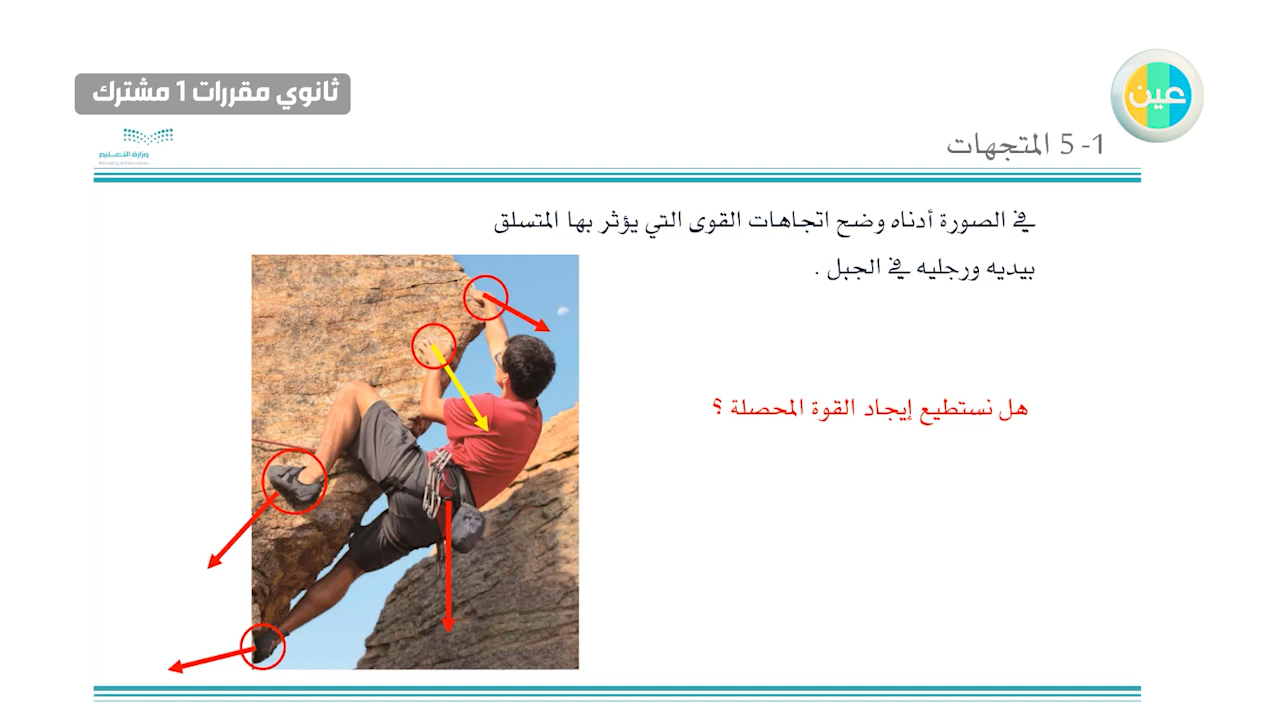 ثانوي مقررات 1 مشترك
عين
وزارة التعليم
Ministry of Education
1- 5 المتجهات
في الصورة أدناه وضح اتجاهات القوى التي يؤثر بها المتسلق
بيديه ورجليه في الجبل .
هل نستطيع إيجاد القوة المحصلة ؟